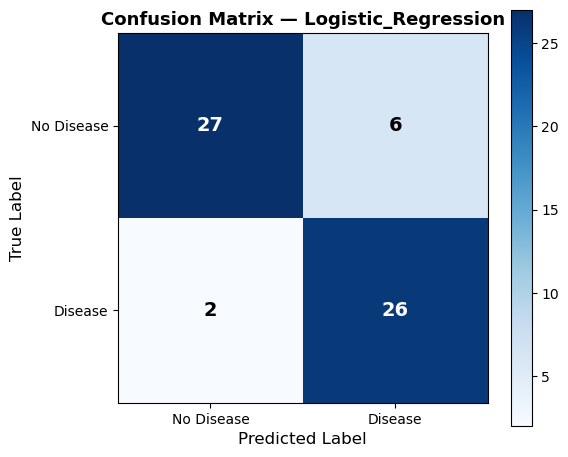 Confusion Matrix — Logistic_Regression
True Label
No Disease
Disease
27
6
2
26
No Disease
Disease
Predicted Label
25
20
15
10
5